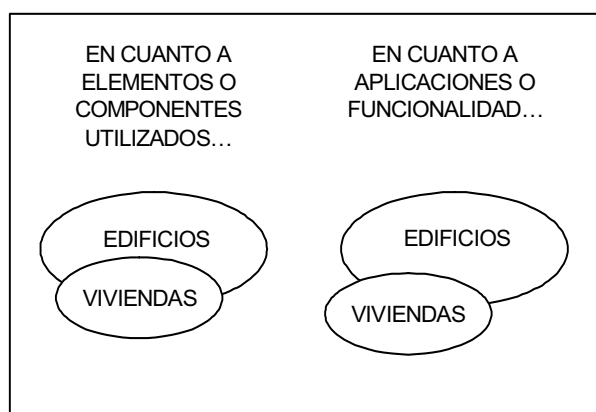 EN CUANTO A
ELEMENTOS O
COMPONENTES
UTILIZADOS…
EDIFICIOS
VIVIENDAS
EN CUANTO A
APLICACIONES O
FUNCIONALIDAD…
EDIFICIOS
VIVIENDAS